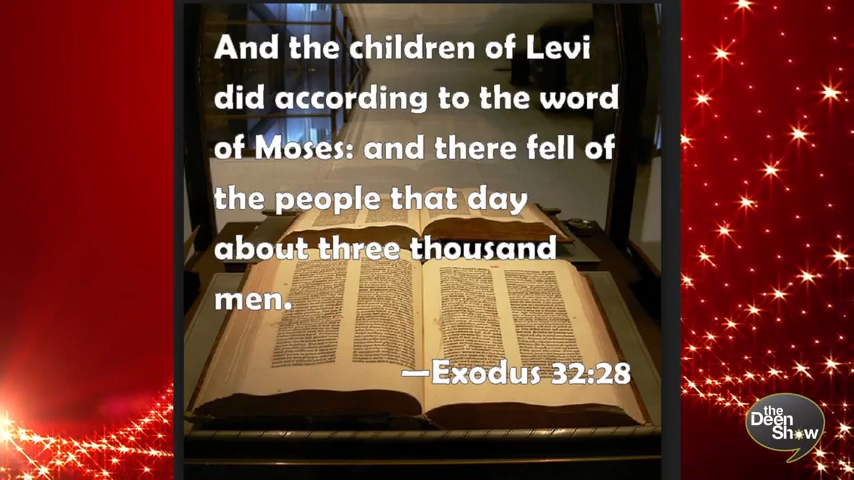 And the children of Levi
did according to the word
of Moses: and there fell of
the people that day
about three thousand
men.
—Exodus 32:28
the
Deen
Show